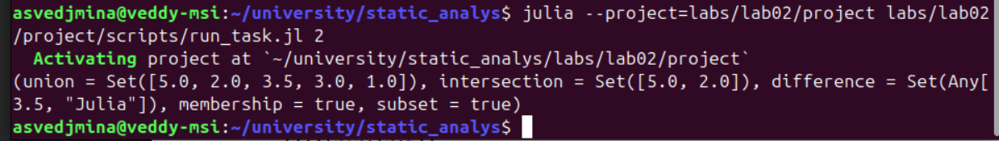 asvedjmina@veddy-msi:~/university/static_analys$ julia --project=labs/lab02/project labs/lab02
/project/scripts/run_task.jl 2
  Activating project at `~/university/static_analys/labs/lab02/project`
(union = Set([5.0, 2.0, 3.5, 3.0, 1.0]), intersection = Set([5.0, 2.0]), difference = Set(Any[
3.5, "Julia"]), membership = true, subset = true)
asvedjmina@veddy-msi:~/university/static_analys$